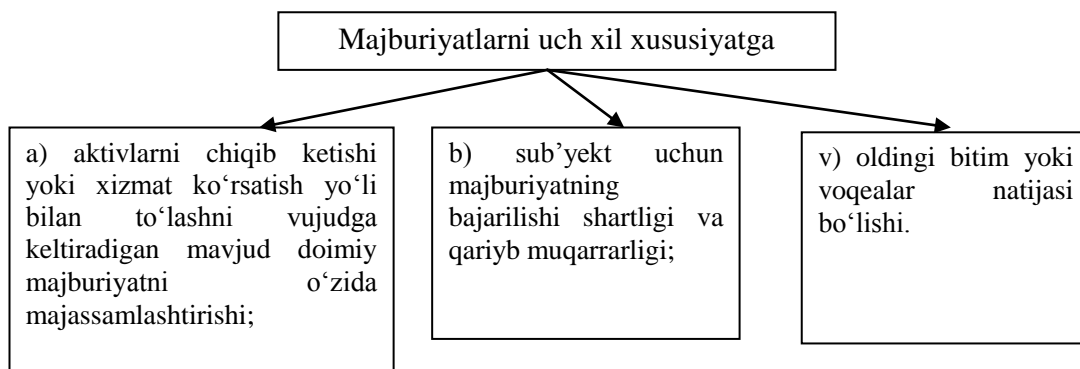 Majburiyatlarni uch xil xususiyatga
a) aktivlarni chiqib ketishi
yoki xizmat ko‘rsatish yo‘li
bilan to‘lashni vujudga
keltiradigan mavjud doimiy
majburiyatni o‘zida
majassamlashtirishi;
b) sub’yekt uchun
majburiyatning
bajarilishi shartligi va
qariyb muqarrarligi;
v) oldingi bitim yoki
voqealar natijasi
bo‘lishi.